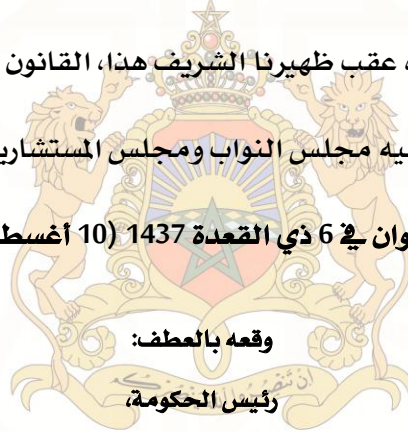 ، عقب ظهيرنا الشريف هذا، القانون
يه مجلس النواب ومجلس المستشاري
وان في 6 ذي القعدة 1437 (10 أغسط
وقعه بالعطف:
رئيس الحكومة،